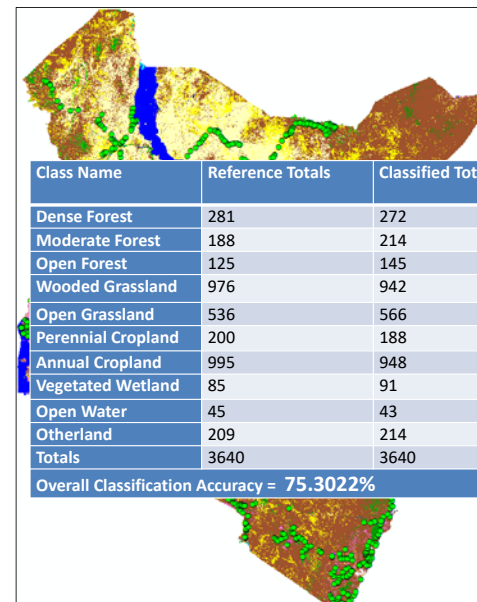 Class Name Reference Totals Classified Tot
Dense Forest 281 272
Moderate Forest 188 214
Open Forest 125 145
Wooded Grassland 976 942
Open Grassland 536 566
Perennial Cropland 200 188
Annual Cropland 995 948
Vegetated Wetland 85 91
Open Water 45 43
Otherland 209 214
Totals 3640 3640
Overall Classification Accuracy = 75.3022%